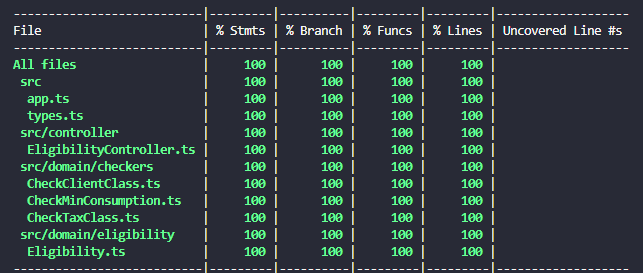 ---------------------------|---------|----------|---------|---------|-------------------
File                       | % Stmts | % Branch | % Funcs | % Lines | Uncovered Line #s
---------------------------|---------|----------|---------|---------|-------------------
All files                  |     100 |      100 |     100 |     100 |
 src                       |     100 |      100 |     100 |     100 |
  app.ts                   |     100 |      100 |     100 |     100 |
  types.ts                 |     100 |      100 |     100 |     100 |
 src/controller            |     100 |      100 |     100 |     100 |
  EligibilityController.ts |     100 |      100 |     100 |     100 |
 src/domain/checkers       |     100 |      100 |     100 |     100 |
  CheckClientClass.ts      |     100 |      100 |     100 |     100 |
  CheckMinConsumption.ts   |     100 |      100 |     100 |     100 |
  CheckTaxClass.ts         |     100 |      100 |     100 |     100 |
 src/domain/eligibility    |     100 |      100 |     100 |     100 |
  Eligibility.ts           |     100 |      100 |     100 |     100 |
---------------------------|---------|----------|---------|---------|-------------------